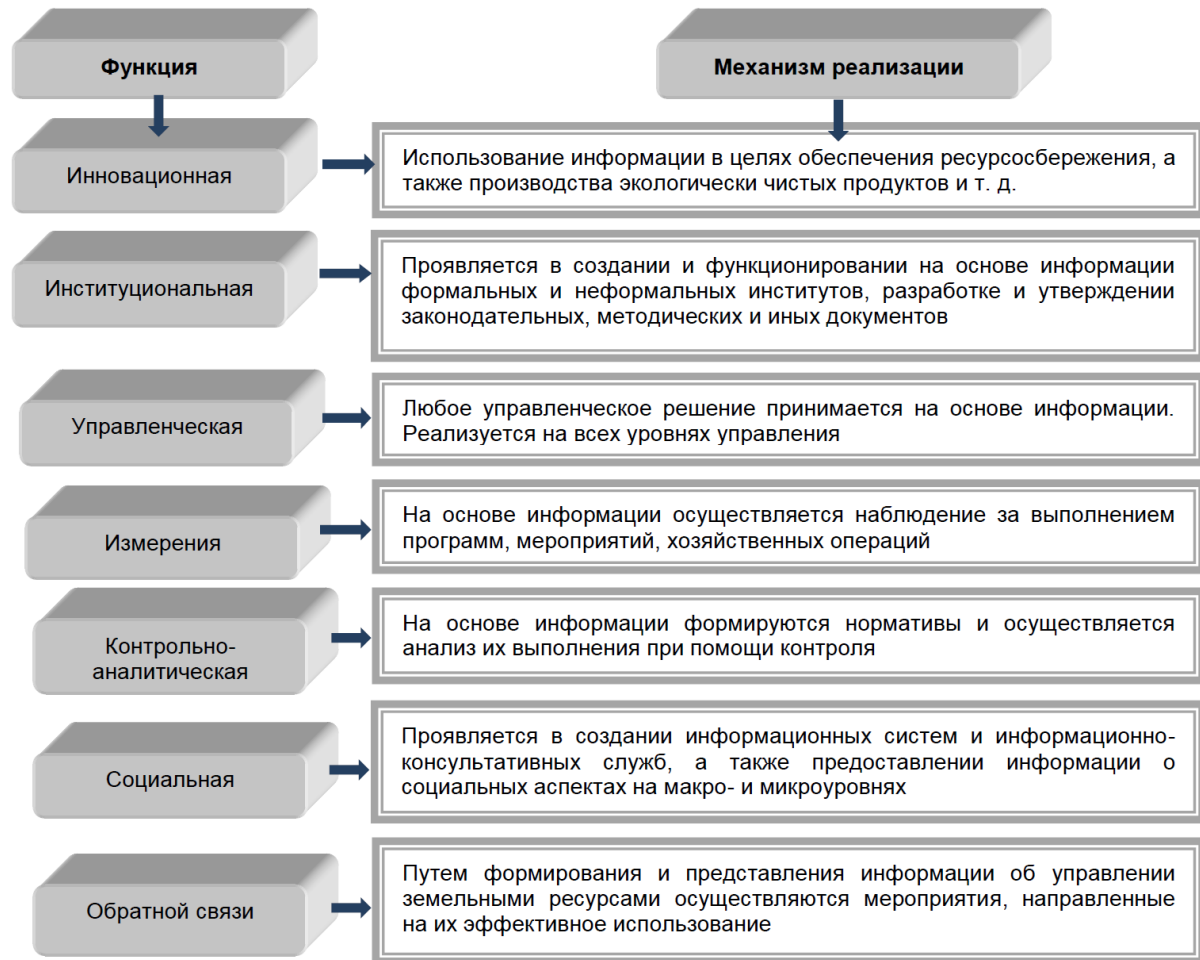 Функция
Механизм реализации
Инновационная
Использование информации в целях обеспечения ресурсосбережения, а
также производства экологически чистых продуктов и т. д.
Институциональная
Проявляется в создании и функционировании на основе информации
формальных и неформальных институтов, разработке и утверждении
законодательных, методических и иных документов
Управленческая
Любое управленческое решение принимается на основе информации.
Реализуется на всех уровнях управления
Измерения
На основе информации осуществляется наблюдение за выполнением
программ, мероприятий, хозяйственных операций
Контрольно-
аналитическая
На основе информации формируются нормативы и осуществляется
анализ их выполнения при помощи контроля
Социальная
Проявляется в создании информационных систем и информационно-
консультативных служб, а также предоставлении информации о
социальных аспектах на макро- и микроуровнях
Обратной связи
Путем формирования и представления информации об управлении
земельными ресурсами осуществляются мероприятия, направленные
на их эффективное использование